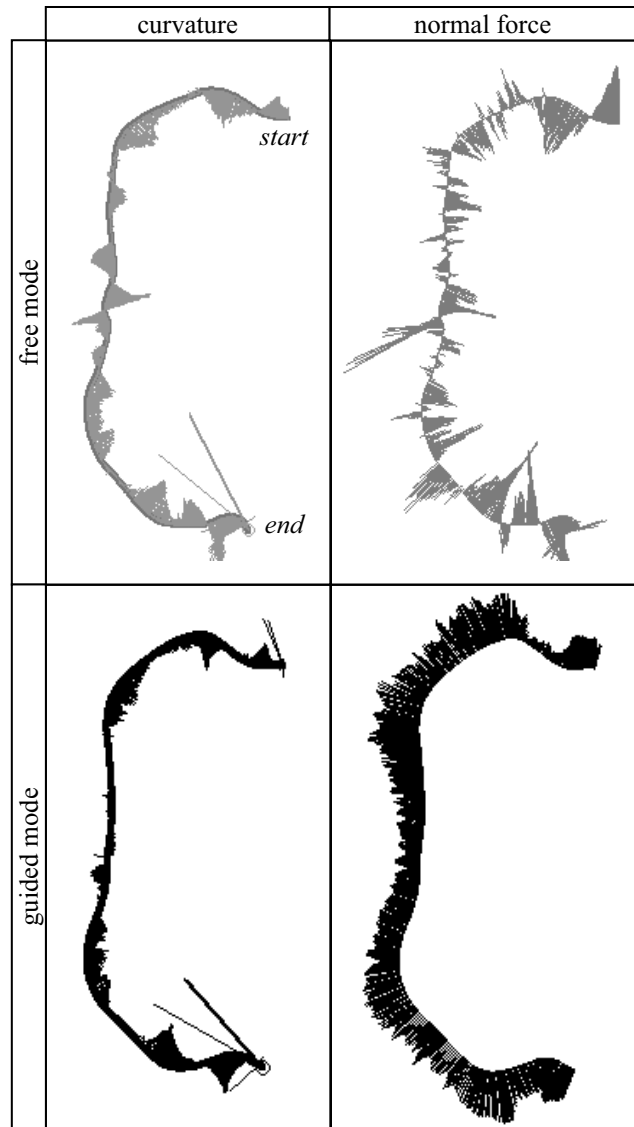 curvature
normal force
free mode
start
end
guided mode